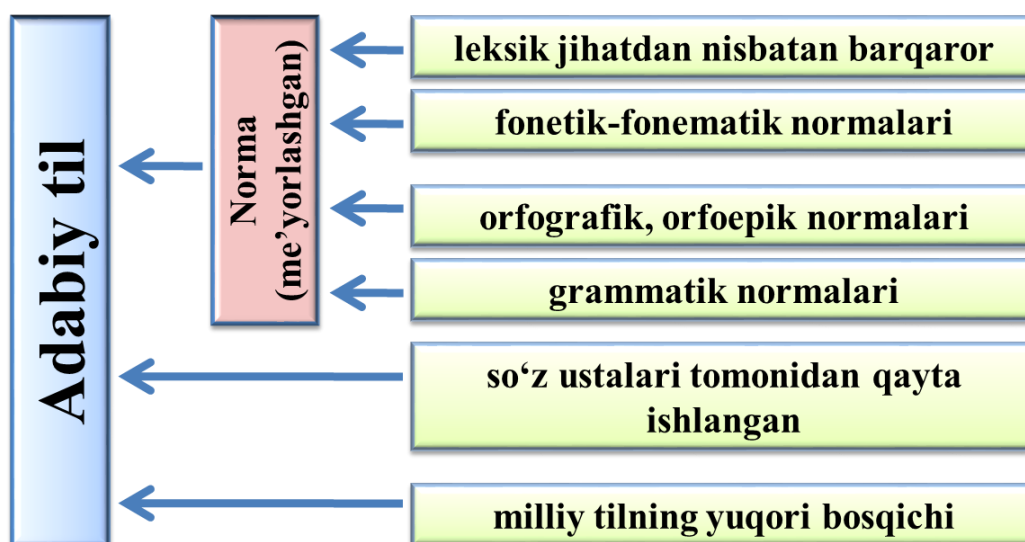 Adabiy til
Norma
(me’yorlashgan)
leksik jihatdan nisbatan barqaror
fonetik-fonematik normalari
orfografik, orfoepik normalari
grammatik normalari
so‘z ustalari tomonidan qayta
ishlangan
milliy tilning yuqori bosqichi